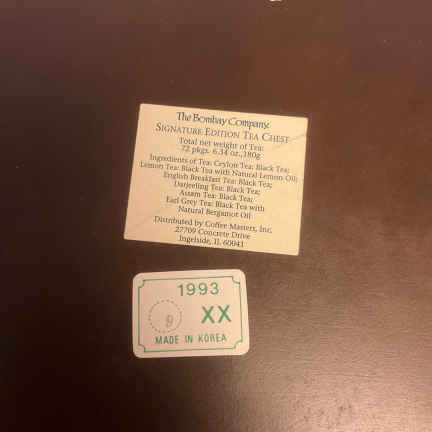 The Bombay Company
SIGNATURE EDITION TEA CHEST
Total net weight of Tea:
72 pkgs. 6.34 oz., 180g
Ingredients of Tea: Ceylon Tea: Black Tea;
Lemon Tea: Black Tea with Natural Lemon Oil;
English Breakfast Tea: Black Tea;
Darjeeling Tea: Black Tea;
Assam Tea: Black Tea;
Earl Grey Tea: Black Tea with
Natural Bergamot Oil
Distributed by Coffee Masters, Inc.
27709 Concrete Drive
Ingelside, IL 60041
1993
9 XX
MADE IN KOREA